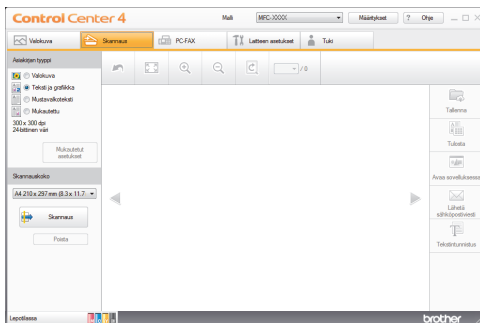 Control Center 4
Malli
MFC-XXXX
Määritykset
?
Ohje
Valokuva
Skannaus
PC-FAX
Laitteen asetukset
Tuki
Asiakirjan tyyppi
Valokuva
Teksti ja grafiikka
Mustavalkoteksti
Mukautettu
300 x 300 dpi
24-bittinen väri
Mukautetut
asetukset
Skannauskoko
A4 210 x 297 mm (8.3 x 11.7
Skannaus
Poista
/ 0
Tallenna
Tulosta
Avaa sovelluksessa
Lähetä
sähköpostiviesti
Tekstintunnistus
Lepotilassa
brother